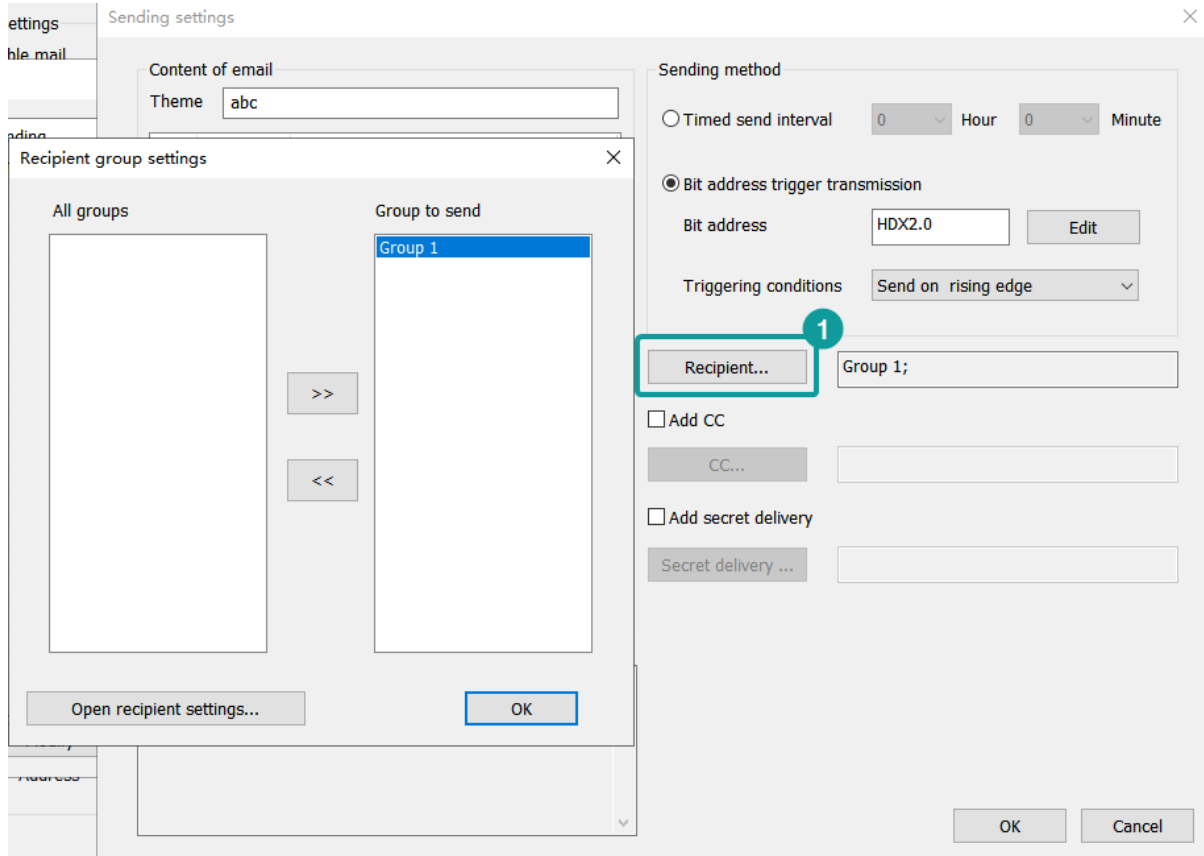 Sending settings
ettings
ble mail
Content of email
Theme abc
nding
Recipient group settings
All groups
Group to send
Group 1
>>
<<
Open recipient settings...
OK
Address
Sending method
Timed send interval 0 Hour 0 Minute
Bit address trigger transmission
Bit address HDX2.0 Edit
Triggering conditions Send on rising edge
1
Recipient... Group 1;
Add CC
CC...
Add secret delivery
Secret delivery ...
OK Cancel